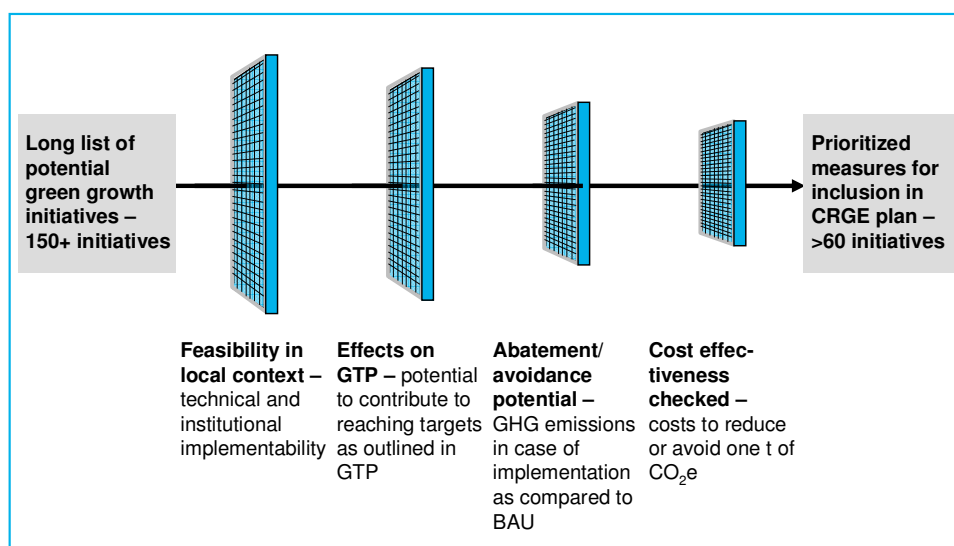 Long list of
potential
green growth
initiatives –
150+ initiatives
Prioritized
measures for
inclusion in
CRGE plan –
>60 initiatives
Feasibility in
local context –
technical and
institutional
implementability
Effects on
GTP – potential
to contribute to
reaching targets
as outlined in
GTP
Abatement/
avoidance
potential –
GHG emissions
in case of
implementation
as compared to
BAU
Cost effec-
tiveness
checked –
costs to reduce
or avoid one t of
CO₂e